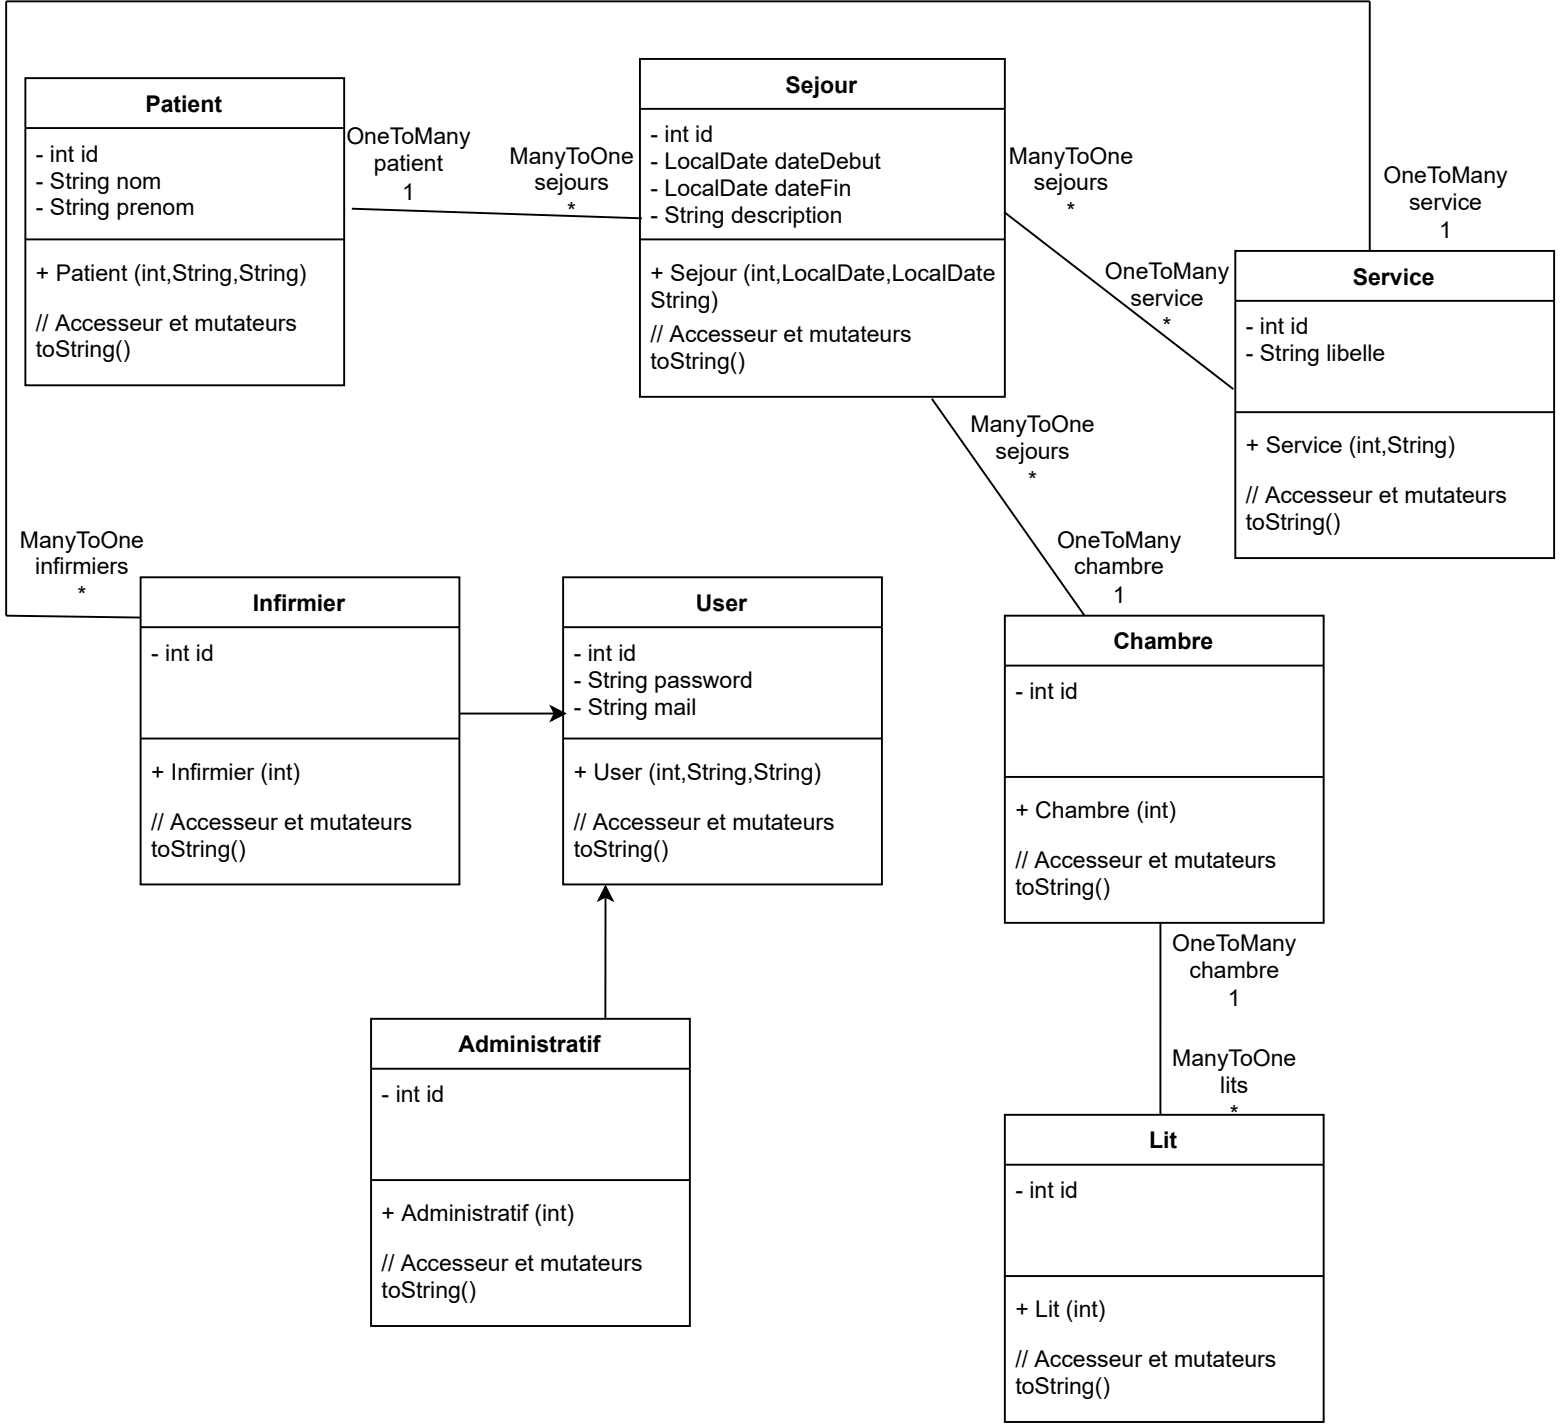 Patient
- int id
- String nom
- String prenom
+ Patient (int,String,String)
// Accesseur et mutateurs
toString()
OneToMany
patient
1
ManyToOne
sejours
*
Sejour
- int id
- LocalDate dateDebut
- LocalDate dateFin
- String description
+ Sejour (int,LocalDate,LocalDate
String)
// Accesseur et mutateurs
toString()
ManyToOne
sejours
*
OneToMany
service
*
OneToMany
service
1
Service
- int id
- String libelle
+ Service (int,String)
// Accesseur et mutateurs
toString()
ManyToOne
sejours
*
OneToMany
chambre
1
ManyToOne
infirmiers
*
Infirmier
- int id
+ Infirmier (int)
// Accesseur et mutateurs
toString()
User
- int id
- String password
- String mail
+ User (int,String,String)
// Accesseur et mutateurs
toString()
Chambre
- int id
+ Chambre (int)
// Accesseur et mutateurs
toString()
OneToMany
chambre
1
ManyToOne
lits
*
Administratif
- int id
+ Administratif (int)
// Accesseur et mutateurs
toString()
Lit
- int id
+ Lit (int)
// Accesseur et mutateurs
toString()